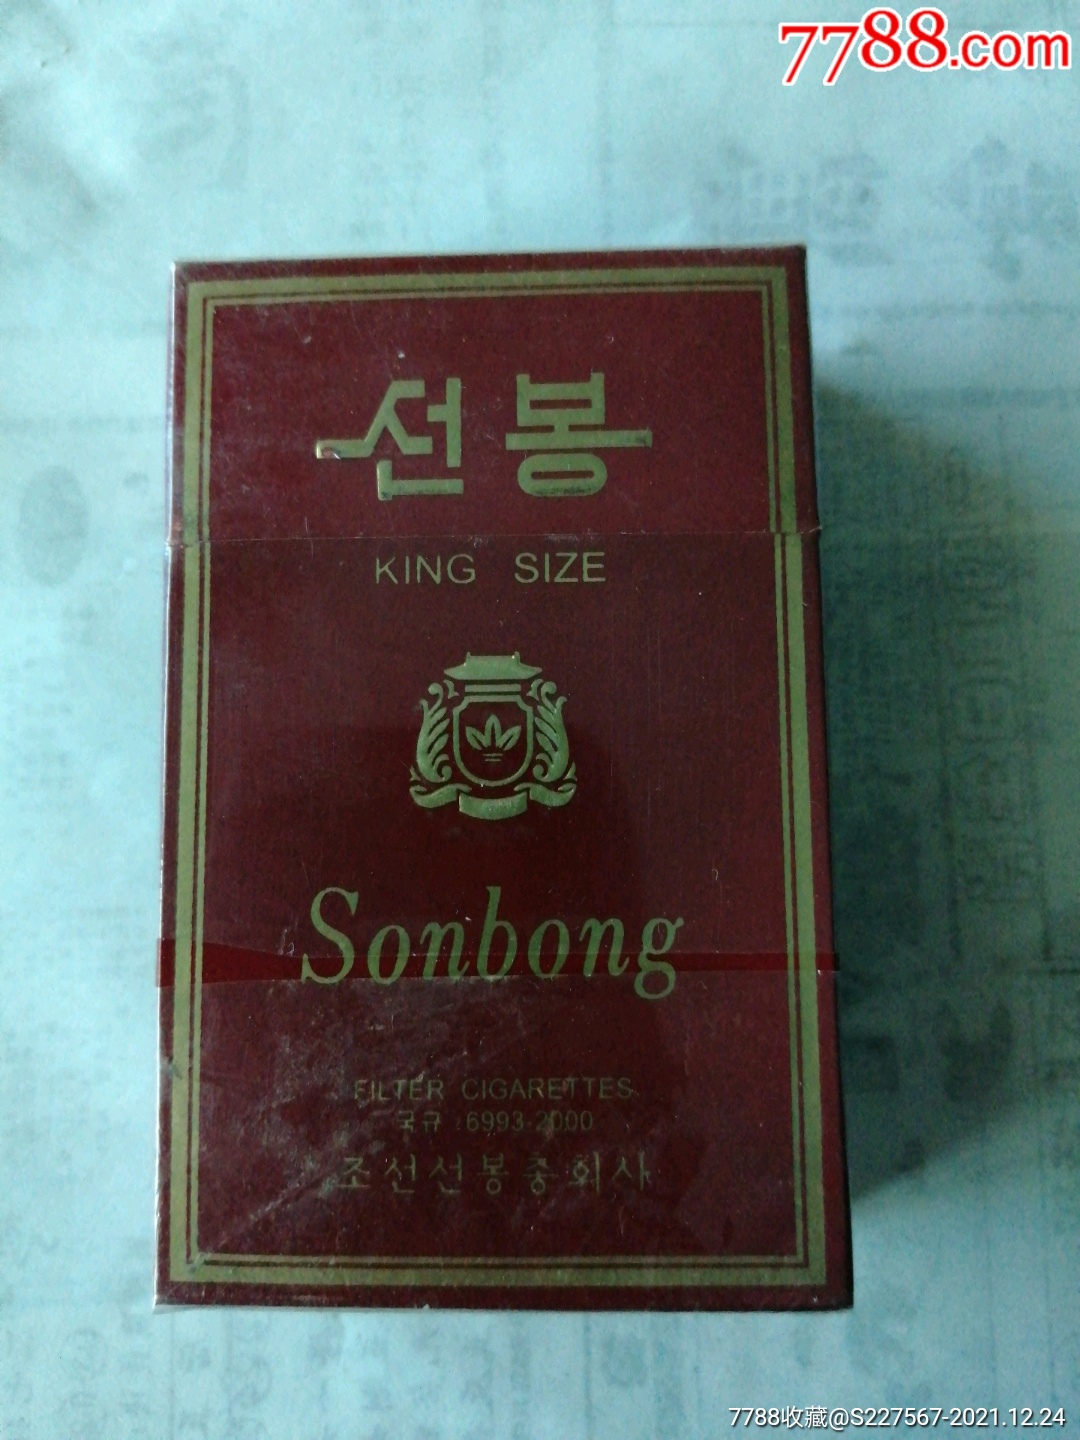 7788.com
선봉
KING SIZE
Sonbong
FILTER CIGARETTES
국규 6993-2000
조선선봉총회사
7788收藏@S227567-2021.12.24